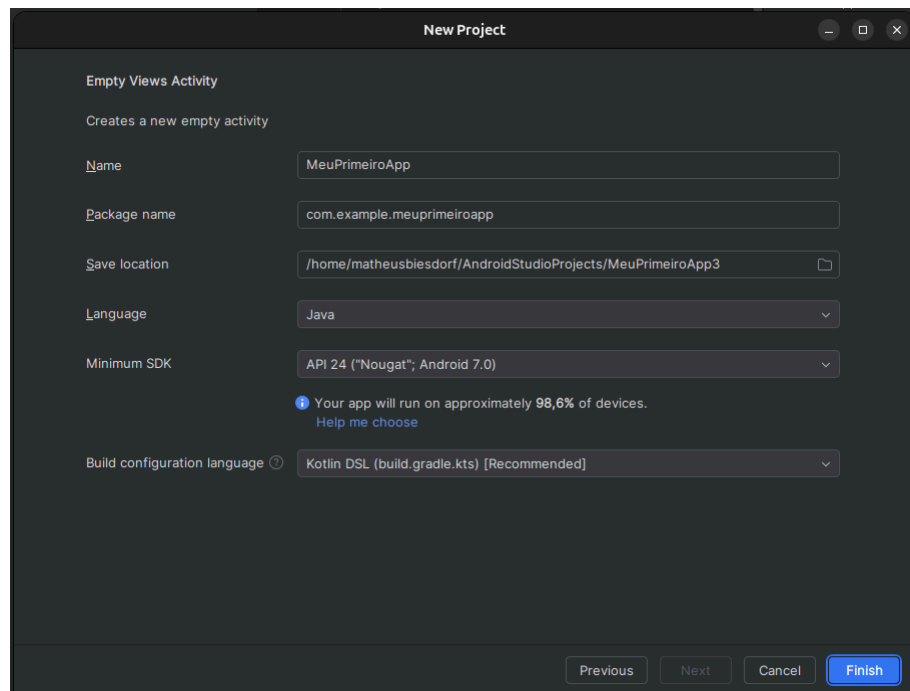 New Project
Empty Views Activity
Creates a new empty activity
Name MeuPrimeiroApp
Package name com.example.meuprimeiroapp
Save location /home/matheusbiesdorf/AndroidStudioProjects/MeuPrimeiroApp3
Language Java
Minimum SDK API 24 ("Nougat"; Android 7.0)
Your app will run on approximately 98,6% of devices.
Help me choose
Build configuration language Kotlin DSL (build.gradle.kts) [Recommended]
Previous Next Cancel Finish